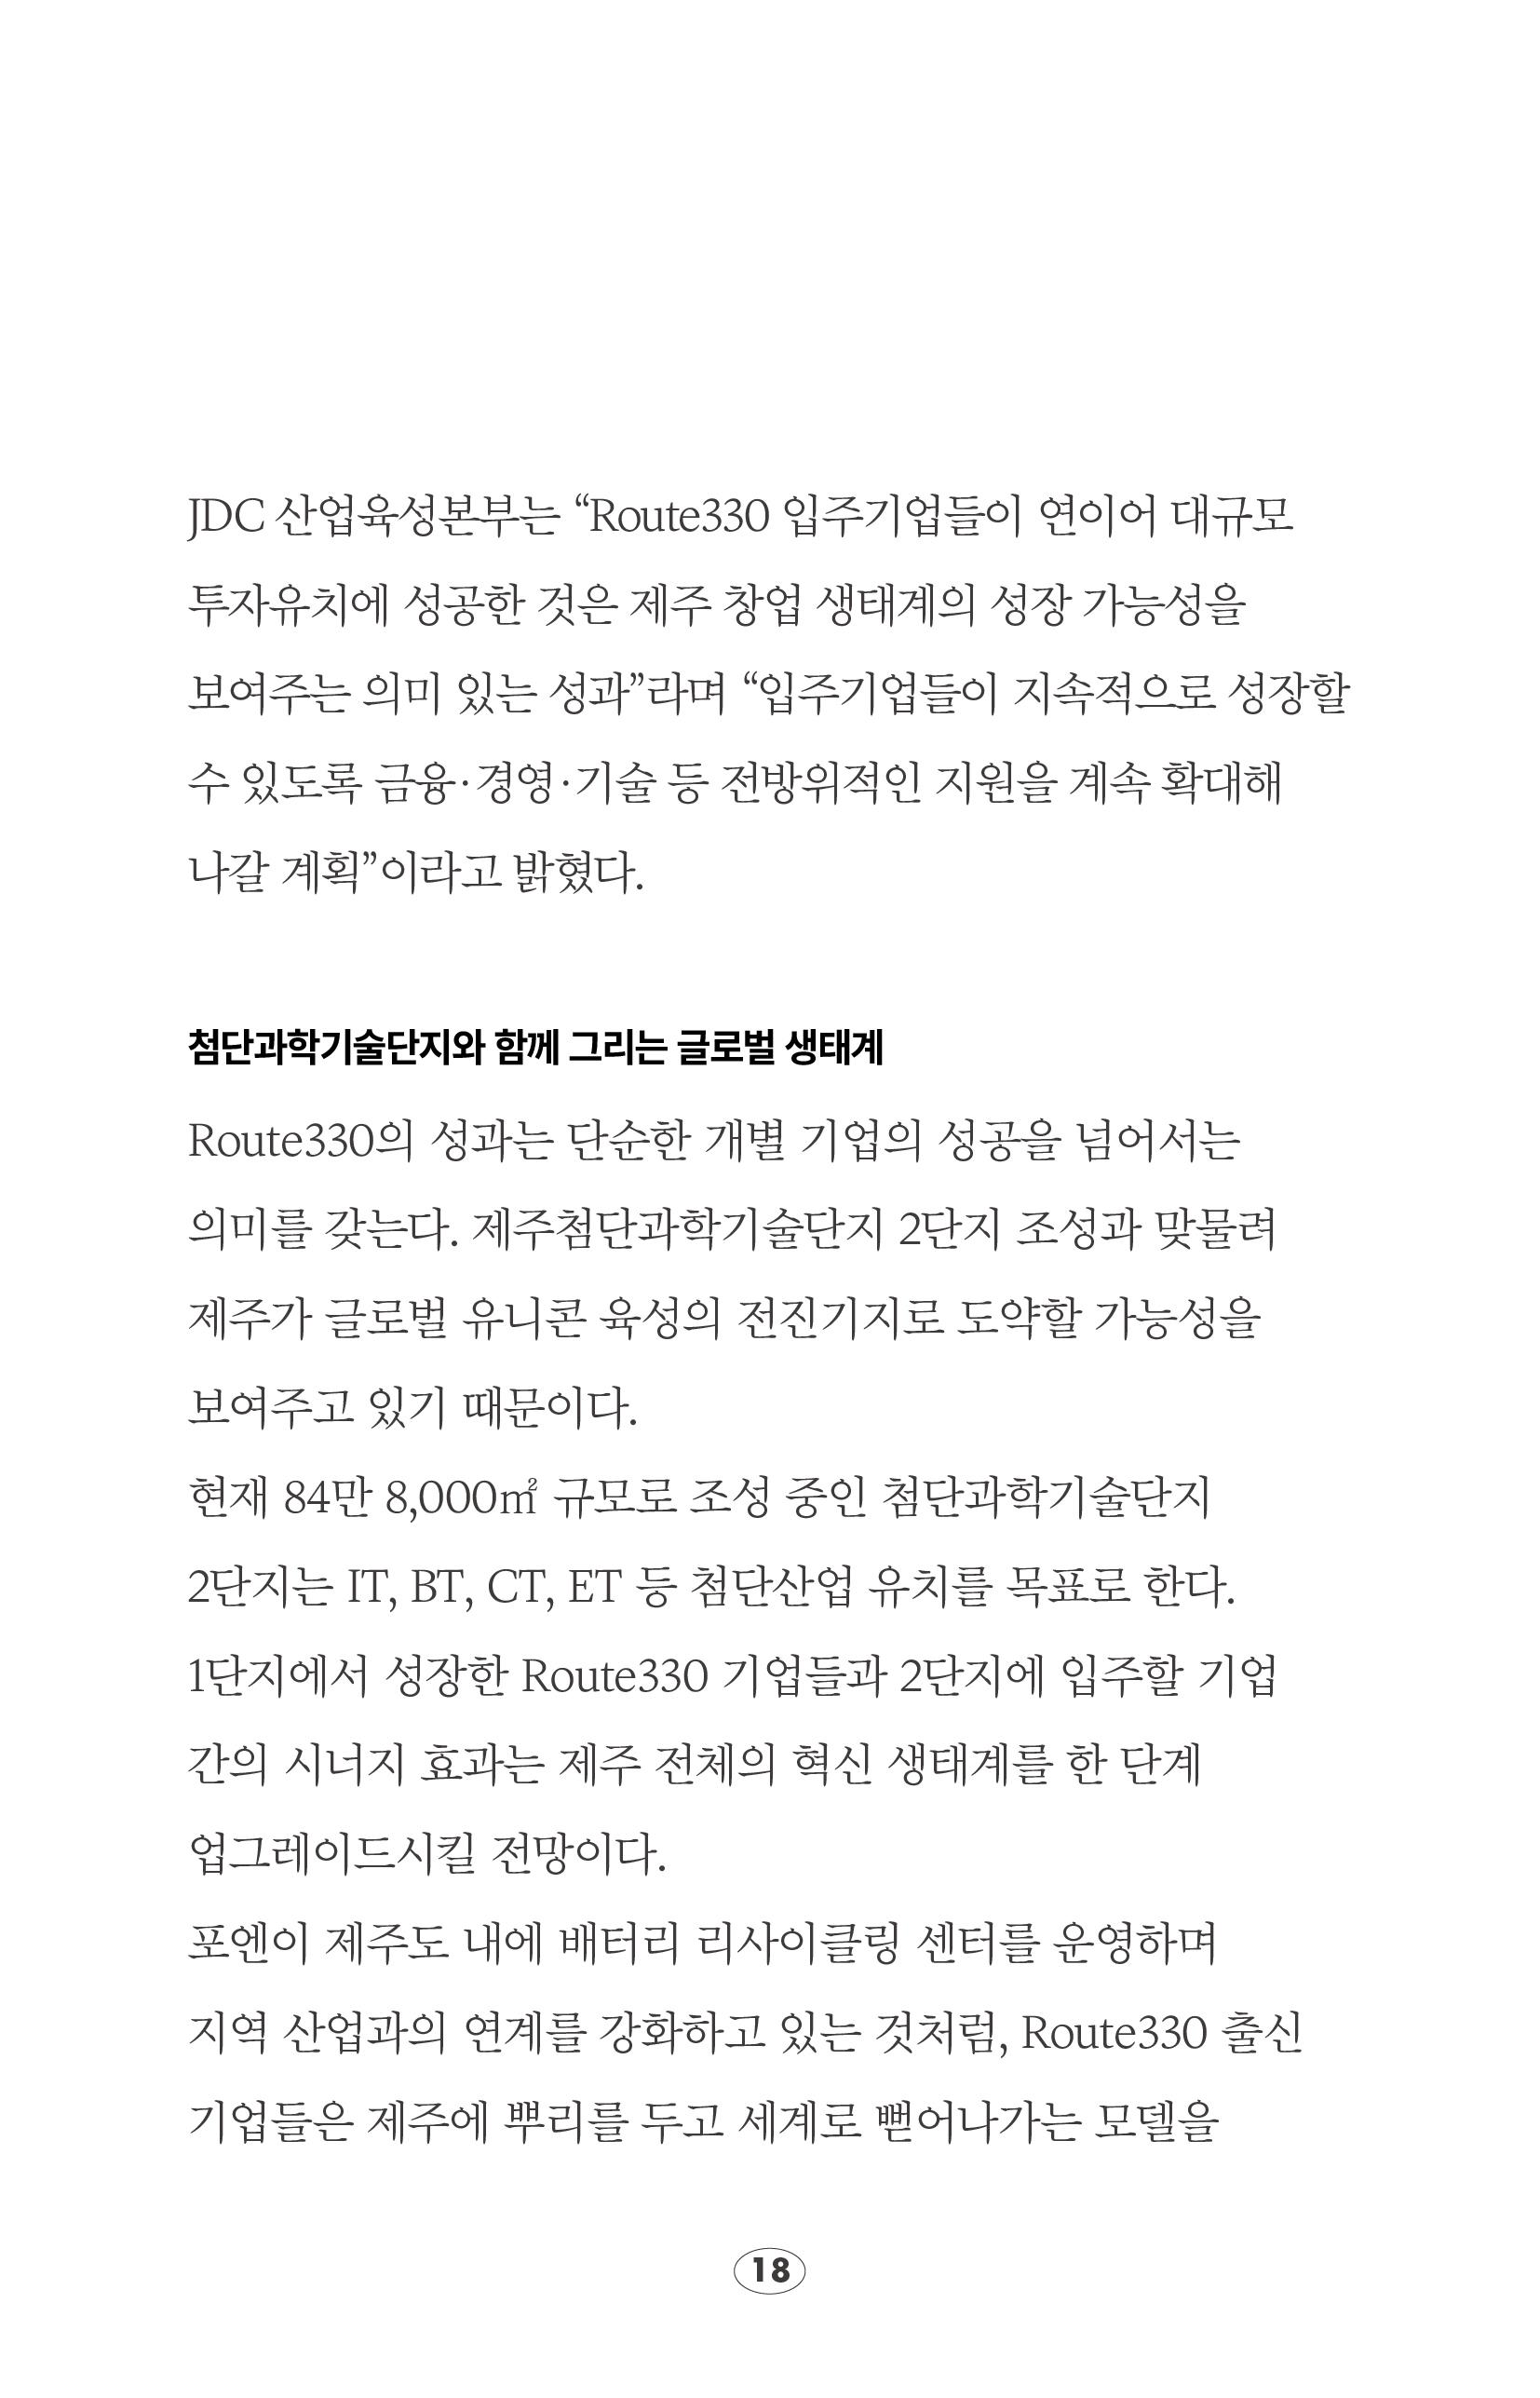 JDC 산업육성본부는 “Route330 입주기업들이 연이어 대규모
투자유치에 성공한 것은 제주 창업 생태계의 성장 가능성을
보여주는 의미 있는 성과”라며 “입주기업들이 지속적으로 성장할
수 있도록 금융·경영·기술 등 전방위적인 지원을 계속 확대해
나갈 계획”이라고 밝혔다.
첨단과학기술단지와 함께 그리는 글로벌 생태계
Route330의 성과는 단순한 개별 기업의 성공을 넘어서는
의미를 갖는다. 제주첨단과학기술단지 2단지 조성과 맞물려
제주가 글로벌 유니콘 육성의 전진기지로 도약할 가능성을
보여주고 있기 때문이다.
현재 84만 8,000㎡ 규모로 조성 중인 첨단과학기술단지
2단지는 IT, BT, CT, ET 등 첨단산업 유치를 목표로 한다.
1단지에서 성장한 Route330 기업들과 2단지에 입주할 기업
간의 시너지 효과는 제주 전체의 혁신 생태계를 한 단계
업그레이드시킬 전망이다.
포엔이 제주도 내에 배터리 리사이클링 센터를 운영하며
지역 산업과의 연계를 강화하고 있는 것처럼, Route330 출신
기업들은 제주에 뿌리를 두고 세계로 뻗어나가는 모델을
18